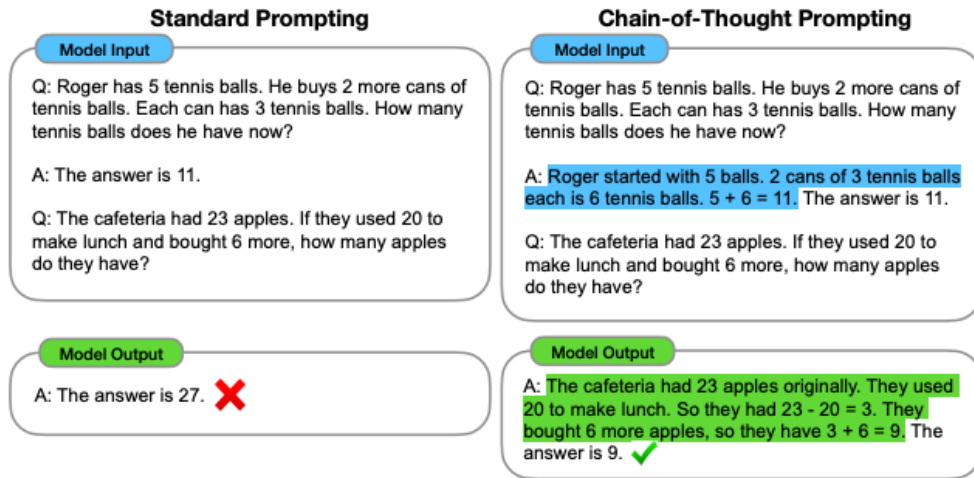 Standard Prompting
Model Input
Q: Roger has 5 tennis balls. He buys 2 more cans of
tennis balls. Each can has 3 tennis balls. How many
tennis balls does he have now?
A: The answer is 11.
Q: The cafeteria had 23 apples. If they used 20 to
make lunch and bought 6 more, how many apples
do they have?
Model Output
A: The answer is 27.
Chain-of-Thought Prompting
Model Input
Q: Roger has 5 tennis balls. He buys 2 more cans of
tennis balls. Each can has 3 tennis balls. How many
tennis balls does he have now?
A: Roger started with 5 balls. 2 cans of 3 tennis balls
each is 6 tennis balls. 5 + 6 = 11. The answer is 11.
Q: The cafeteria had 23 apples. If they used 20 to
make lunch and bought 6 more, how many apples
do they have?
Model Output
A: The cafeteria had 23 apples originally. They used
20 to make lunch. So they had 23 - 20 = 3. They
bought 6 more apples, so they have 3 + 6 = 9. The
answer is 9.